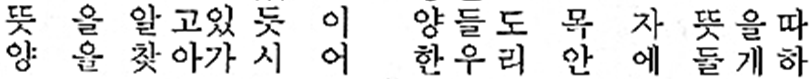 뜻 을 알 고있 듯 이 양 들 도 목 자 뜻 을 따
양 을 찾 아가 시 어 한 우 리 안 에 둘 게 하